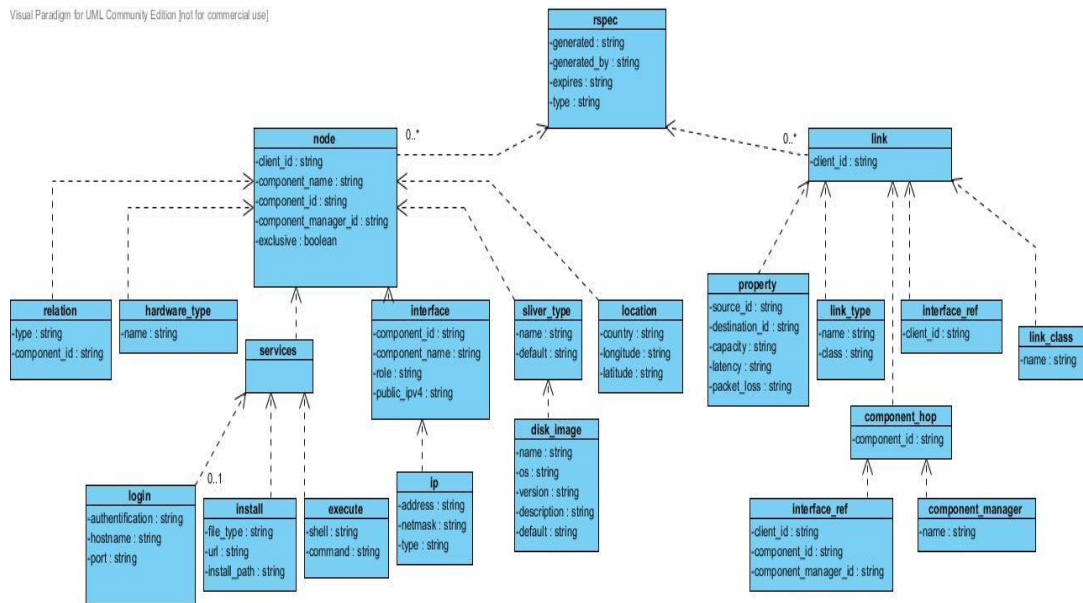 Visual Paradigm for UML Community Edition [not for commercial use]
rspec
-generated : string
-generated_by : string
-expires : string
-type : string
0..*
0..*
node
-client_id : string
-component_name : string
-component_id : string
-component_manager_id : string
-exclusive : boolean
link
-client_id : string
relation
-type : string
-component_id : string
hardware_type
-name : string
services
interface
-component_id : string
-component_name : string
-role : string
-public_ipv4 : string
sliver_type
-name : string
-default : string
location
-country : string
-longitude : string
-latitude : string
property
-source_id : string
-destination_id : string
-capacity : string
-latency : string
-packet_loss : string
link_type
-name : string
-class : string
interface_ref
-client_id : string
link_class
-name : string
component_hop
-component_id : string
disk_image
-name : string
-os : string
-version : string
-description : string
-default : string
0..1
login
-authentification : string
-hostname : string
-port : string
install
-file_type : string
-url : string
-install_path : string
execute
-shell : string
-command : string
ip
-address : string
-netmask : string
-type : string
interface_ref
-client_id : string
-component_id : string
-component_manager_id : string
component_manager
-name : string